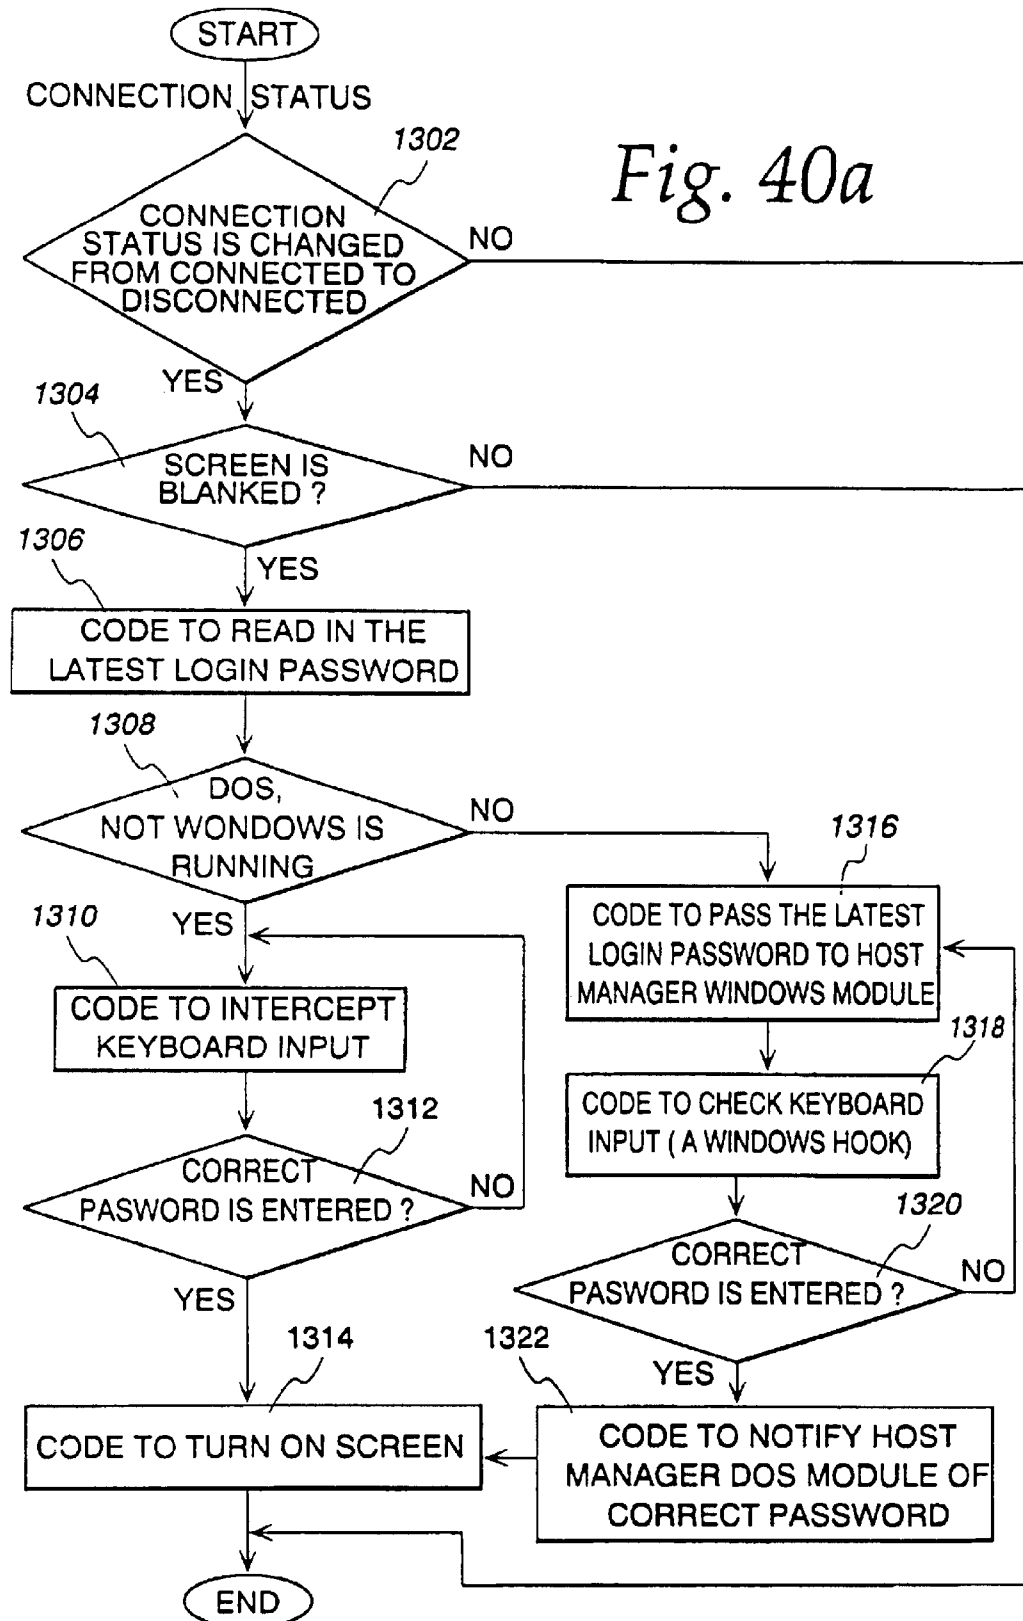 START
CONNECTION STATUS
1302
Fig. 40a
CONNECTION
STATUS IS CHANGED
FROM CONNECTED TO
DISCONNECTED
NO
YES
1304
SCREEN IS
BLANKED ?
NO
YES
1306
CODE TO READ IN THE
LATEST LOGIN PASSWORD
1308
DOS,
NOT WONDOWS IS
RUNNING
NO
YES
1310
CODE TO INTERCEPT
KEYBOARD INPUT
1312
CORRECT
PASWORD IS ENTERED ?
NO
YES
1314
CODE TO TURN ON SCREEN
1316
CODE TO PASS THE LATEST
LOGIN PASSWORD TO HOST
MANAGER WINDOWS MODULE
1318
CODE TO CHECK KEYBOARD
INPUT ( A WINDOWS HOOK)
1320
CORRECT
PASWORD IS ENTERED ?
NO
YES
1322
CODE TO NOTIFY HOST
MANAGER DOS MODULE OF
CORRECT PASSWORD
END